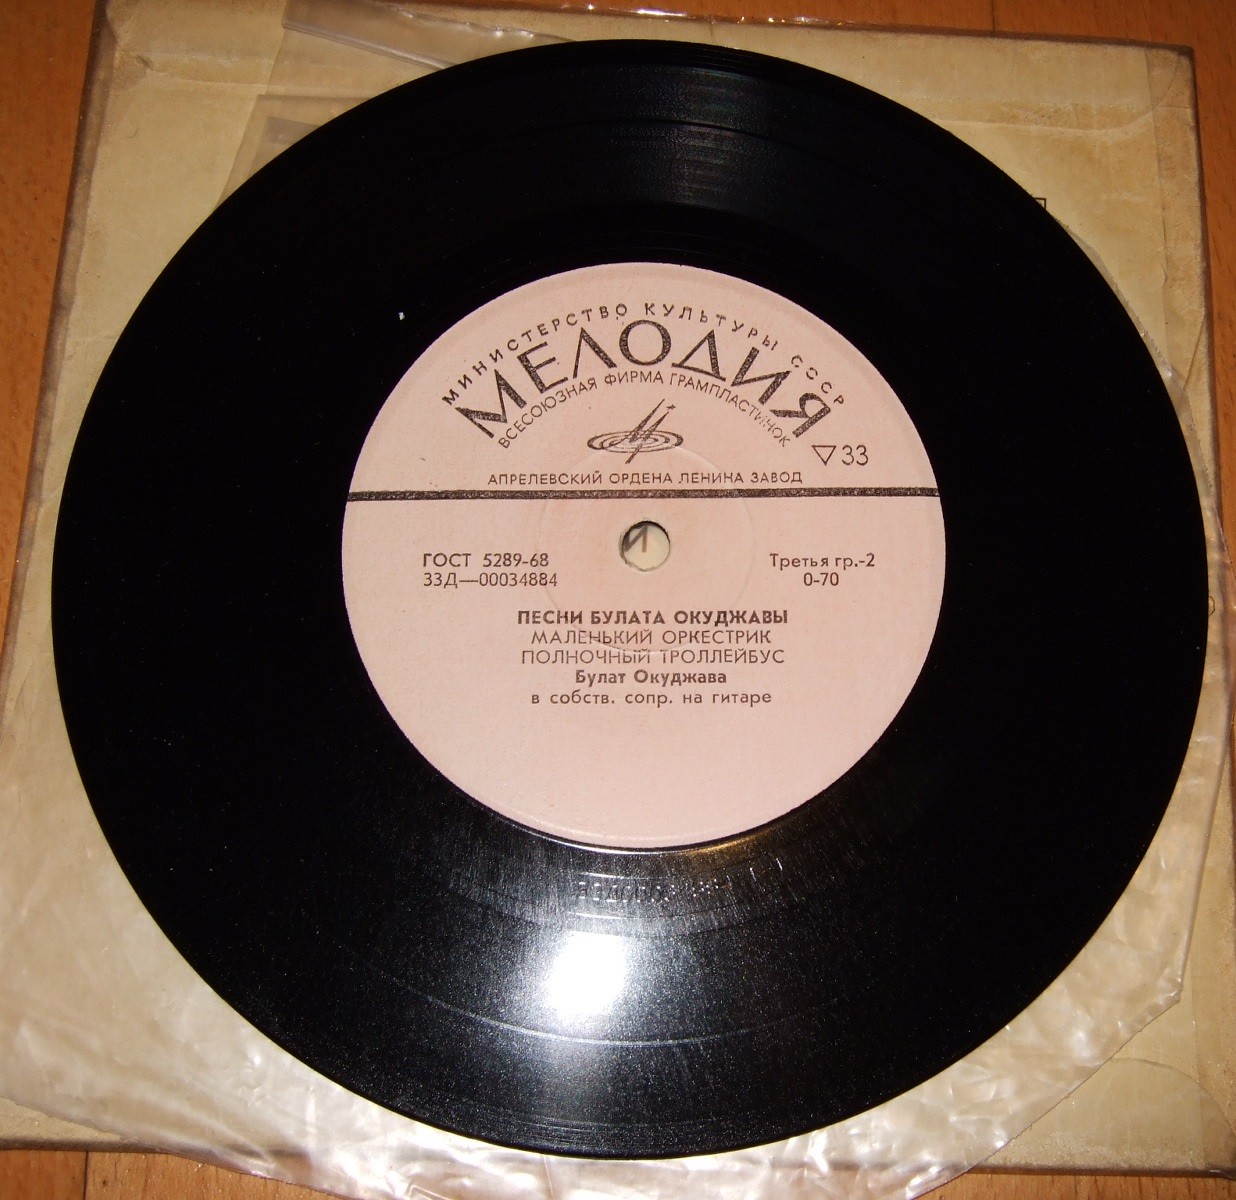 МИНИСТЕРСТВО КУЛЬТУРЫ СССР
МЕЛОДИЯ
ВСЕСОЮЗНАЯ ФИРМА ГРАМПЛАСТИНОК
▽33
АПРЕЛЕВСКИЙ ОРДЕНА ЛЕНИНА ЗАВОД
ГОСТ 5289-68 Третья гр.-2
33Д—00034884 0-70
ПЕСНИ БУЛАТА ОКУДЖАВЫ
МАЛЕНЬКИЙ ОРКЕСТРИК
ПОЛНОЧНЫЙ ТРОЛЛЕЙБУС
Булат Окуджава
в собств. сопр. на гитаре